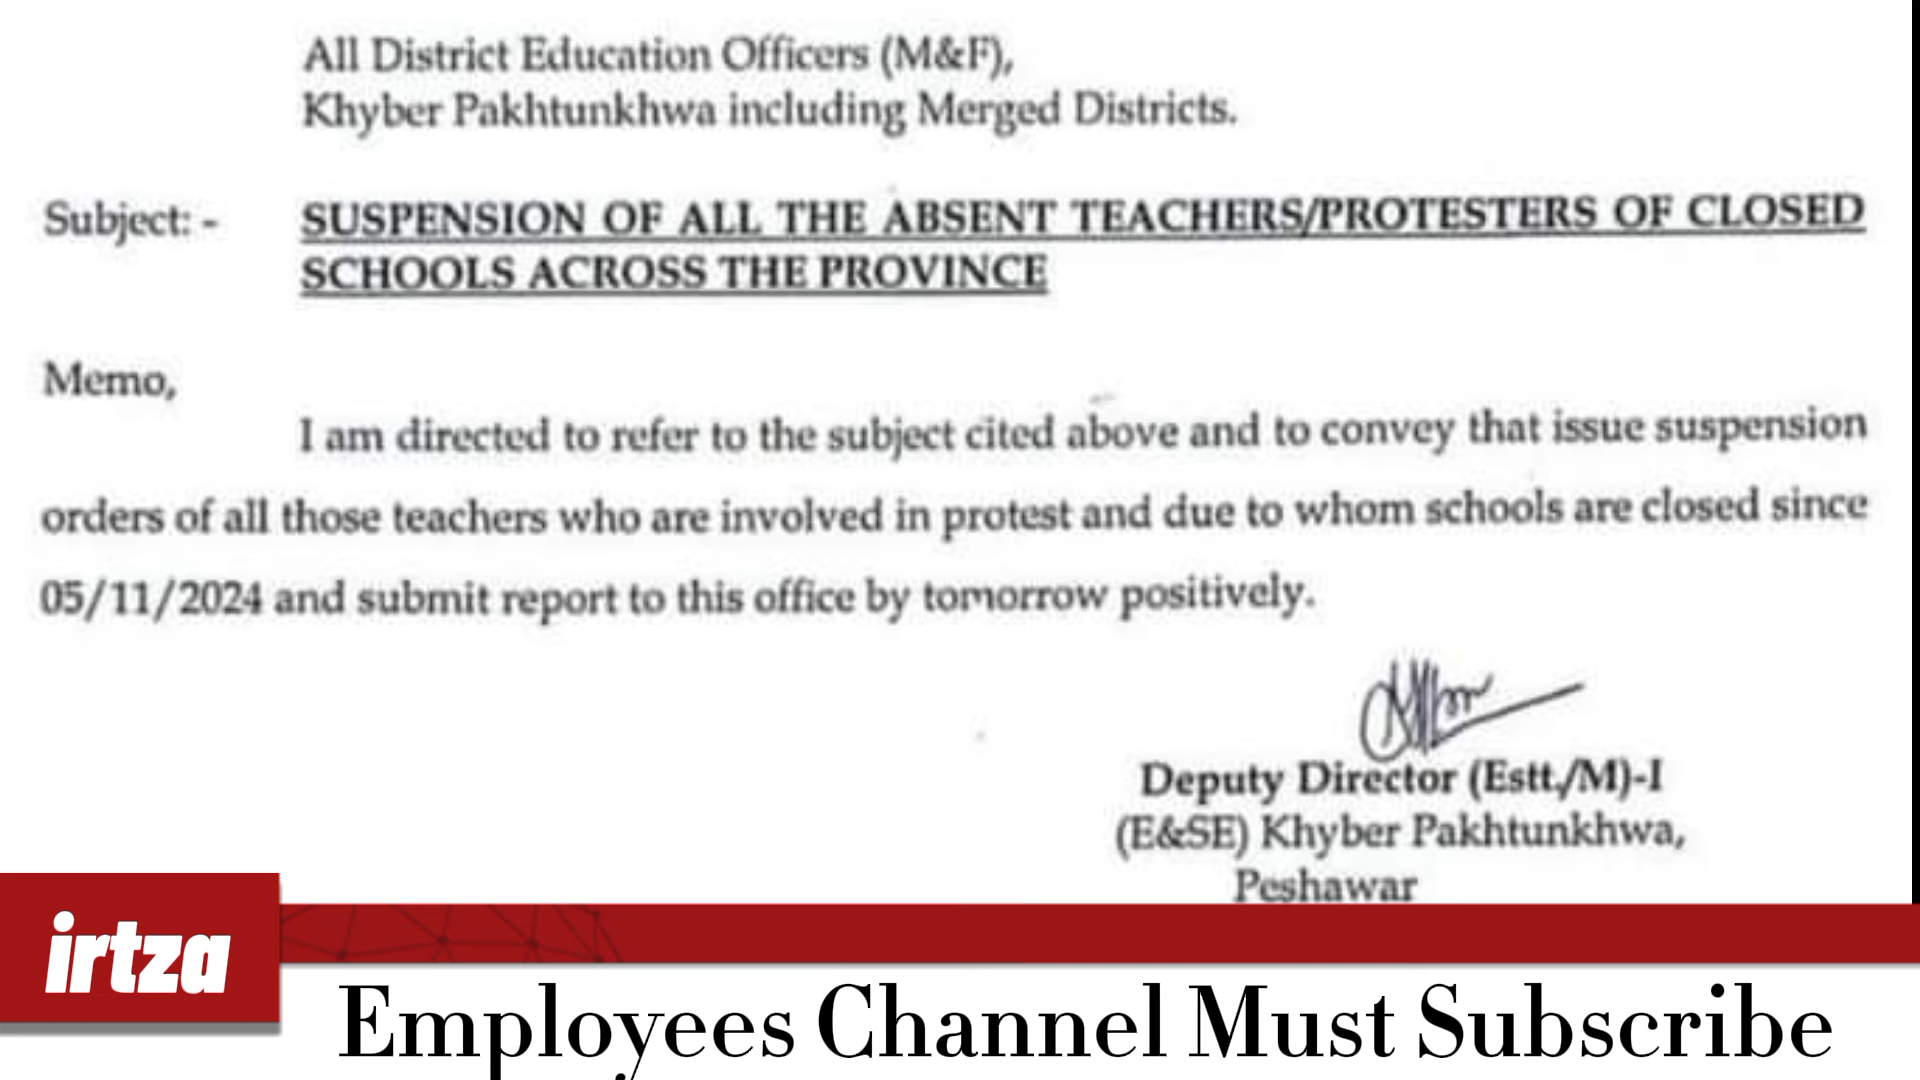 All District Education Officers (M&F),
Khyber Pakhtunkhwa including Merged Districts.
Subject: - SUSPENSION OF ALL THE ABSENT TEACHERS/PROTESTERS OF CLOSED
SCHOOLS ACROSS THE PROVINCE
Memo,
I am directed to refer to the subject cited above and to convey that issue suspension
orders of all those teachers who are involved in protest and due to whom schools are closed since
05/11/2024 and submit report to this office by tomorrow positively.
Deputy Director (Estt./M)-I
(E&SE) Khyber Pakhtunkhwa,
Peshawar
irtza
Employees Channel Must Subscribe